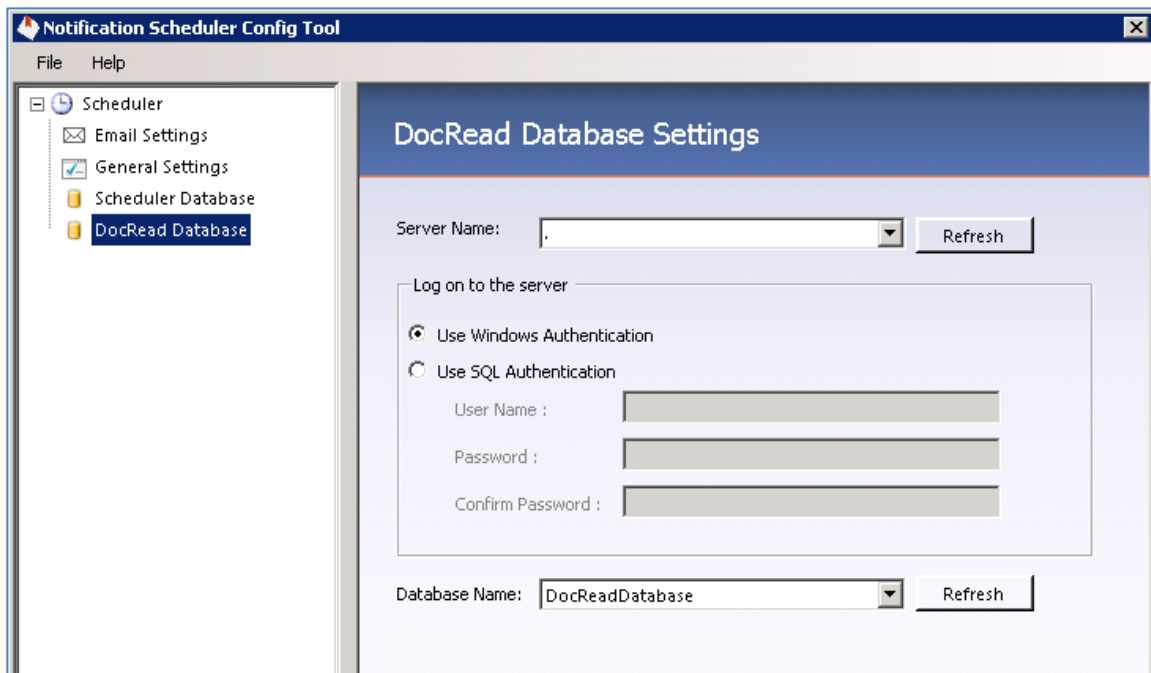 Notification Scheduler Config Tool
File Help
Scheduler
Email Settings
General Settings
Scheduler Database
DocRead Database
DocRead Database Settings
Server Name: . Refresh
Log on to the server
Use Windows Authentication
Use SQL Authentication
User Name :
Password :
Confirm Password :
Database Name: DocReadDatabase Refresh